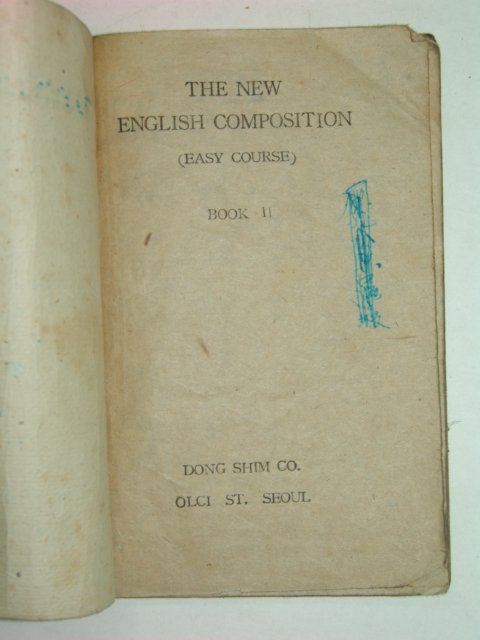 THE NEW
ENGLISH COMPOSITION
(EASY COURSE)
BOOK II
DONG SHIM CO.
OLCI ST. SEOUL